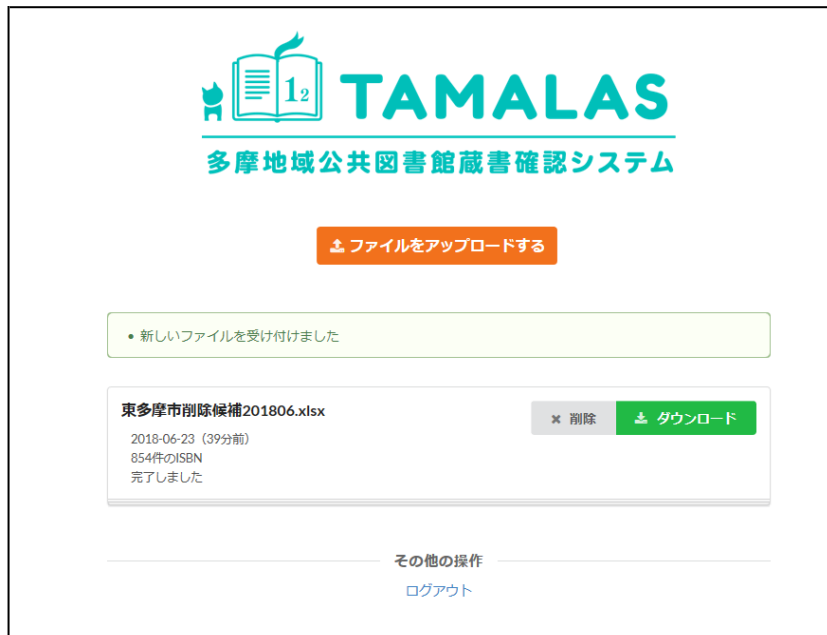 12
TAMALAS
多摩地域公共図書館蔵書確認システム
ファイルをアップロードする
• 新しいファイルを受け付けました
東多摩市削除候補201806.xlsx
✖ 削除
ダウンロード
2018-06-23（39分前）
854件のISBN
完了しました
その他の操作
ログアウト